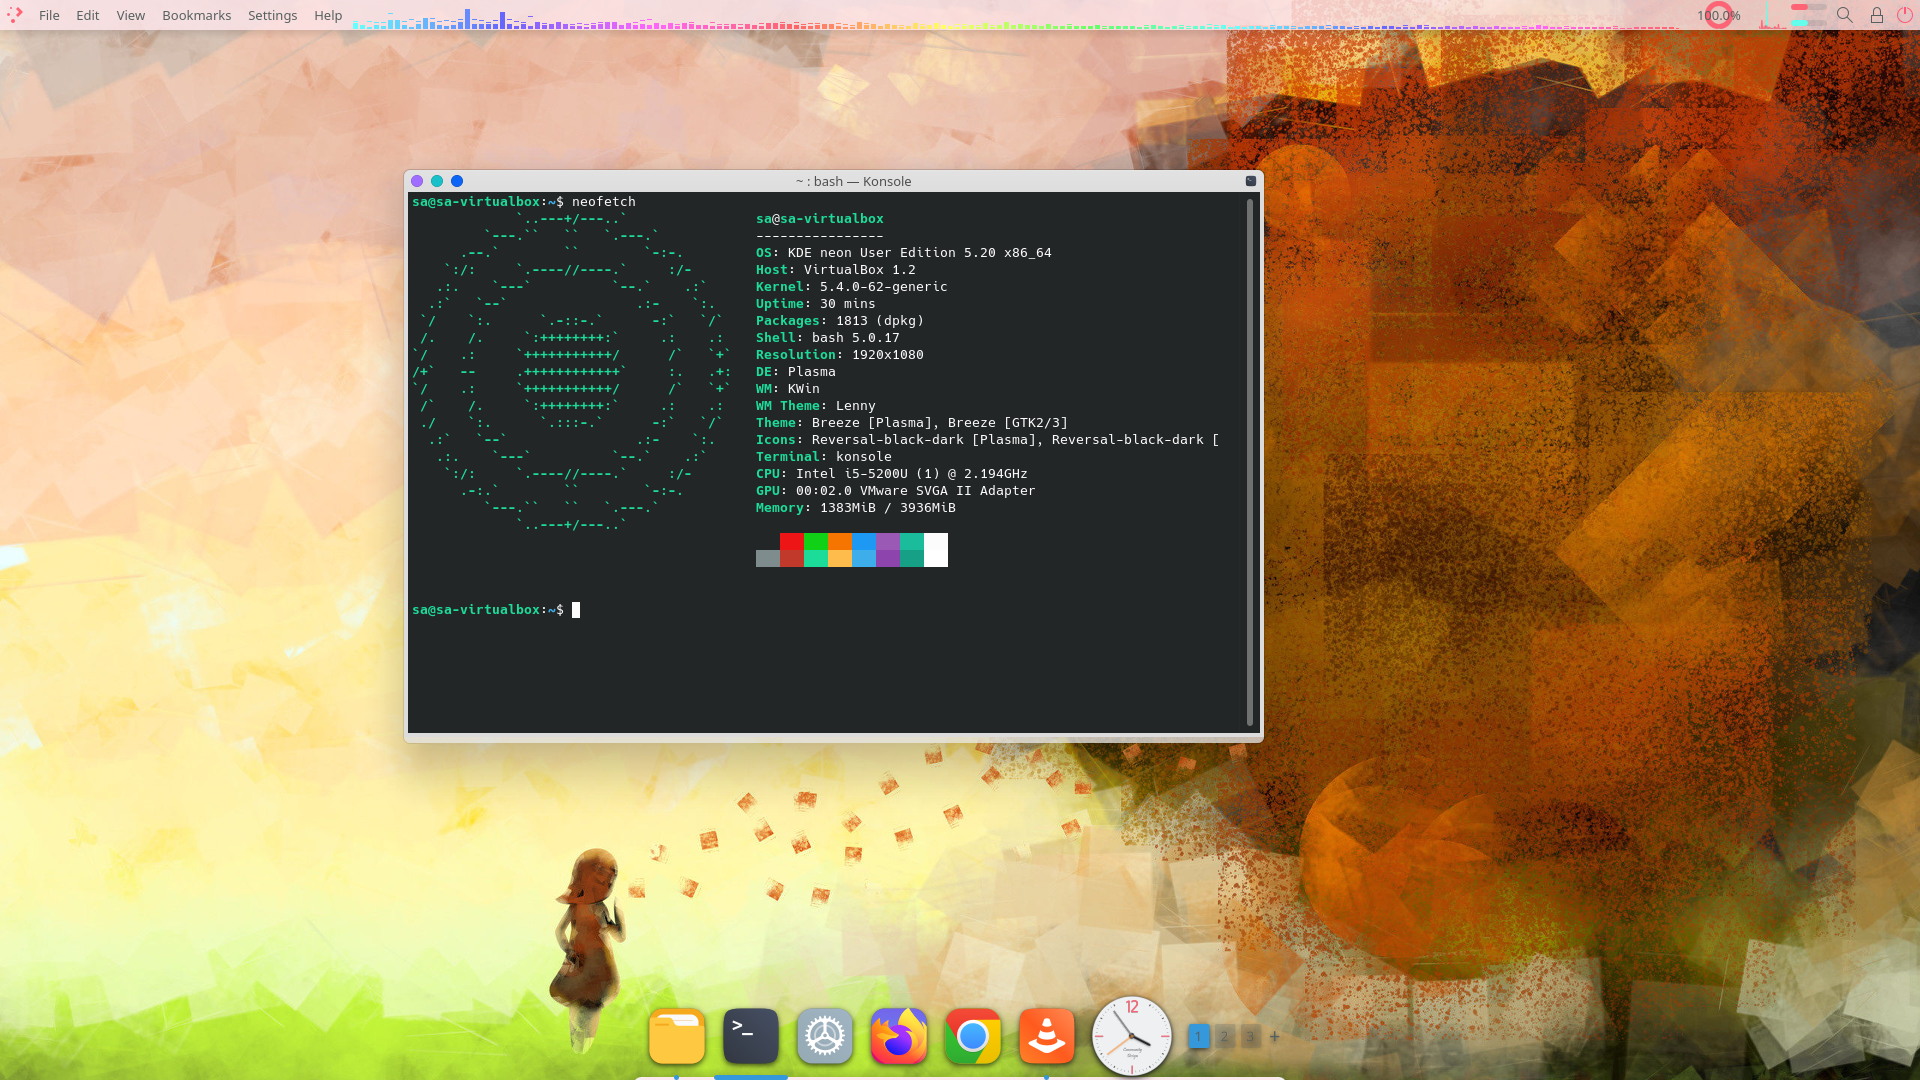 File Edit View Bookmarks Settings Help
100.0%
~ : bash — Konsole
sa@sa-virtualbox:~$ neofetch
sa@sa-virtualbox
----------------
OS: KDE neon User Edition 5.20 x86_64
Host: VirtualBox 1.2
Kernel: 5.4.0-62-generic
Uptime: 30 mins
Packages: 1813 (dpkg)
Shell: bash 5.0.17
Resolution: 1920x1080
DE: Plasma
WM: KWin
WM Theme: Lenny
Theme: Breeze [Plasma], Breeze [GTK2/3]
Icons: Reversal-black-dark [Plasma], Reversal-black-dark [
Terminal: konsole
CPU: Intel i5-5200U (1) @ 2.194GHz
GPU: 00:02.0 VMware SVGA II Adapter
Memory: 1383MiB / 3936MiB
sa@sa-virtualbox:~$
>_
12
1 2 3 +